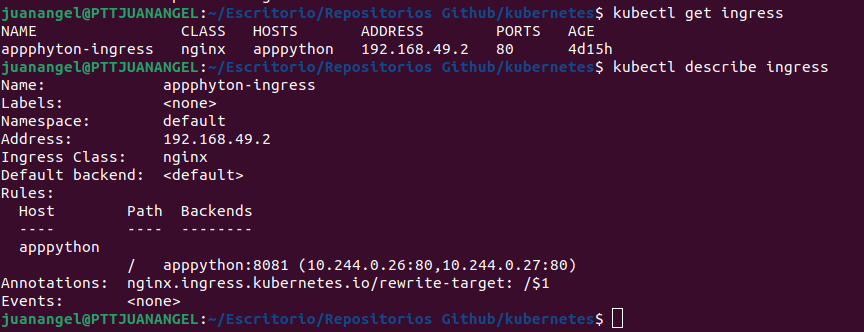 juanangel@PTTJUANANGEL:~/Escritorio/Repositorios Github/kubernetes$ kubectl get ingress
NAME CLASS HOSTS ADDRESS PORTS AGE
appphyton-ingress nginx apppython 192.168.49.2 80 4d15h
juanangel@PTTJUANANGEL:~/Escritorio/Repositorios Github/kubernetes$ kubectl describe ingress
Name: appphyton-ingress
Labels: <none>
Namespace: default
Address: 192.168.49.2
Ingress Class: nginx
Default backend: <default>
Rules:
Host Path Backends
---- ---- --------
apppython
/ apppython:8081 (10.244.0.26:80,10.244.0.27:80)
Annotations: nginx.ingress.kubernetes.io/rewrite-target: /$1
Events: <none>
juanangel@PTTJUANANGEL:~/Escritorio/Repositorios Github/kubernetes$